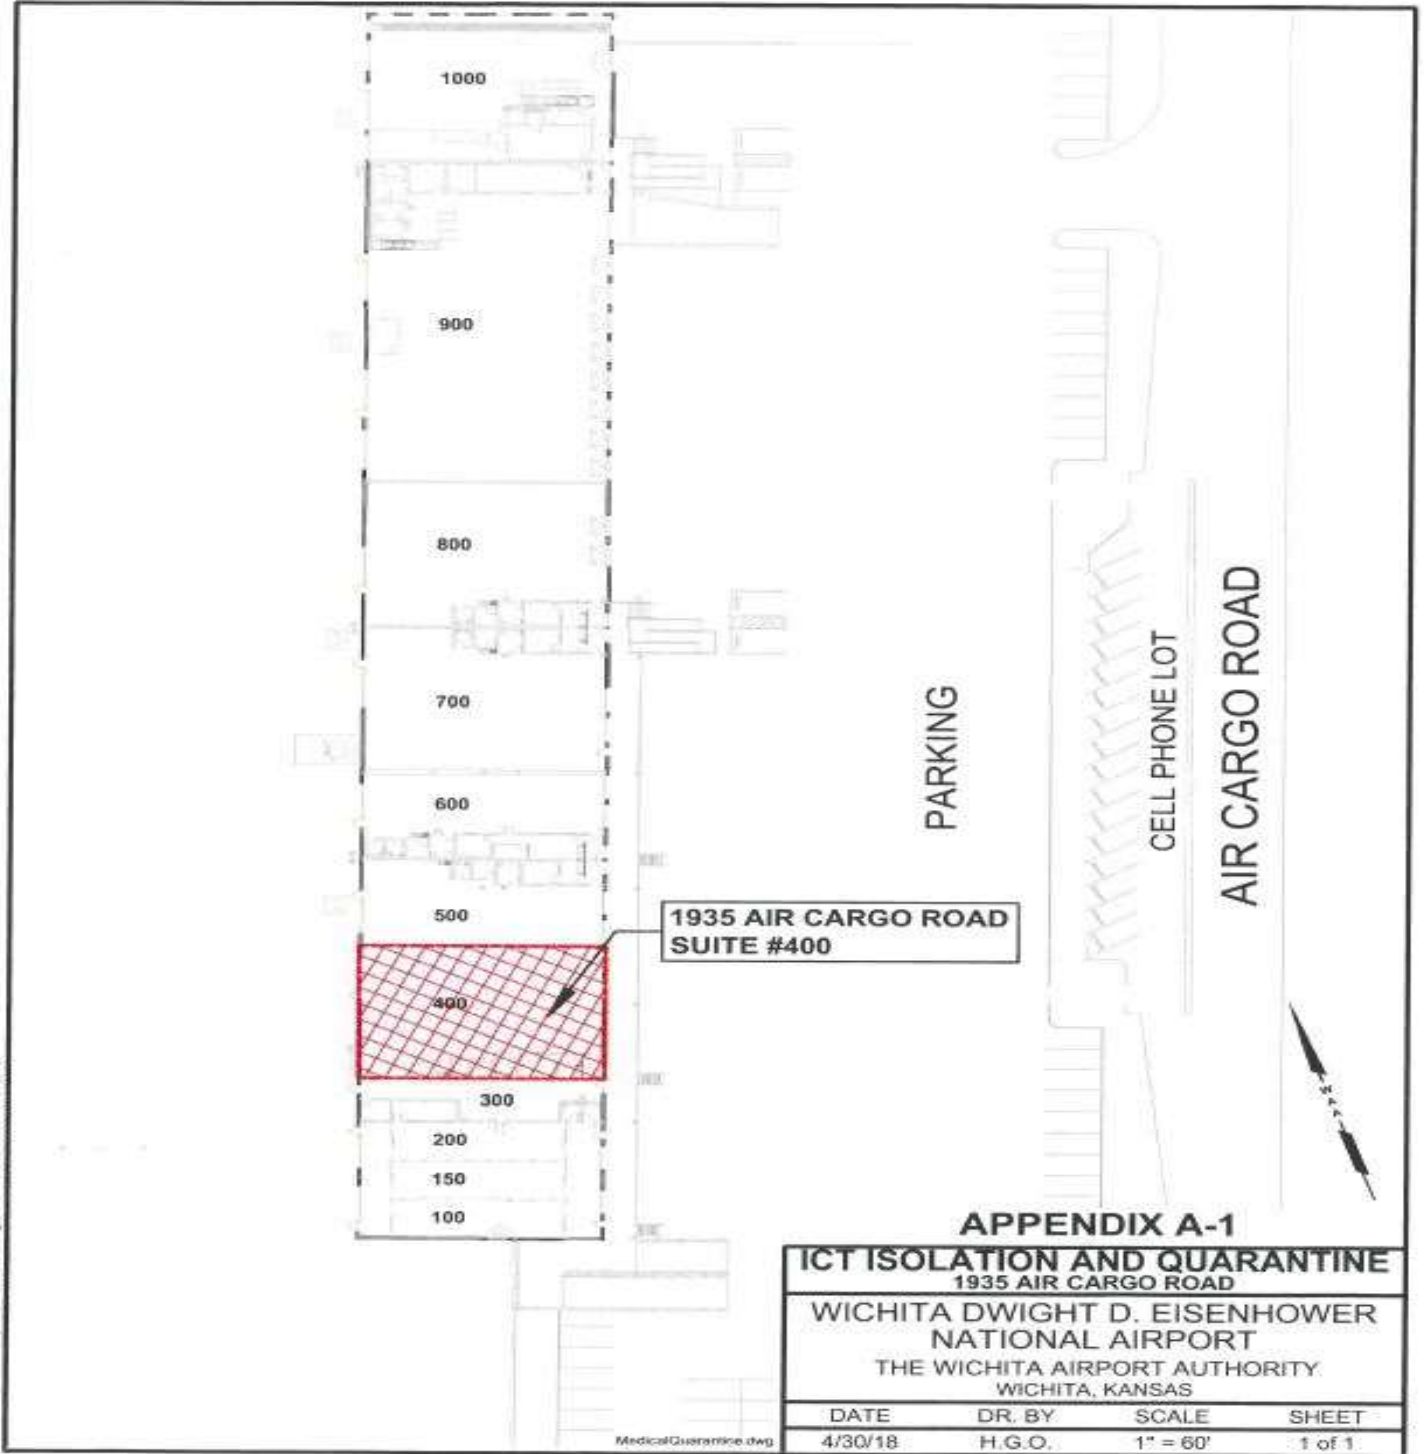 1000
900
800
700
600
500
1935 AIR CARGO ROAD
SUITE #400
400
300
200
150
100
PARKING
CELL PHONE LOT
AIR CARGO ROAD
APPENDIX A-1
ICT ISOLATION AND QUARANTINE
1935 AIR CARGO ROAD
WICHITA DWIGHT D. EISENHOWER
NATIONAL AIRPORT
THE WICHITA AIRPORT AUTHORITY
WICHITA, KANSAS
DATE DR. BY SCALE SHEET
4/30/18 H.G.O. 1" = 60' 1 of 1
MedicalQuarantine.dwg